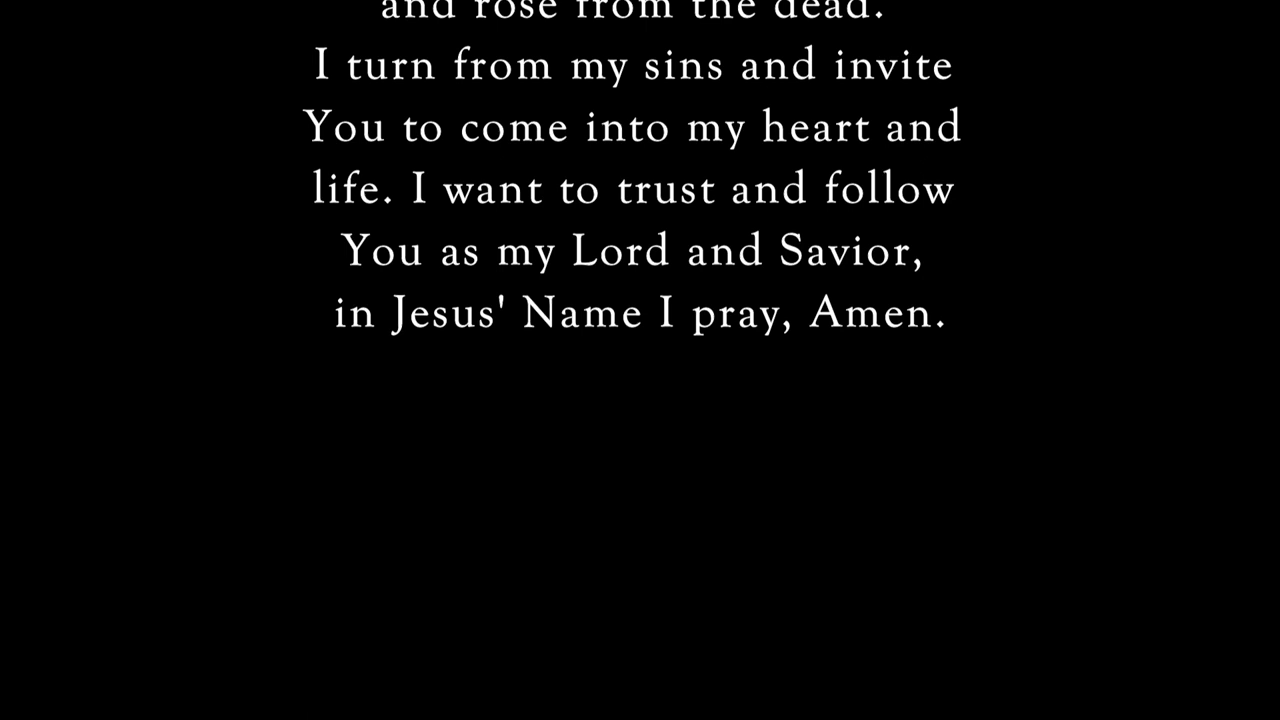 and rose from the dead.
I turn from my sins and invite
You to come into my heart and
life. I want to trust and follow
You as my Lord and Savior,
in Jesus' Name I pray, Amen.